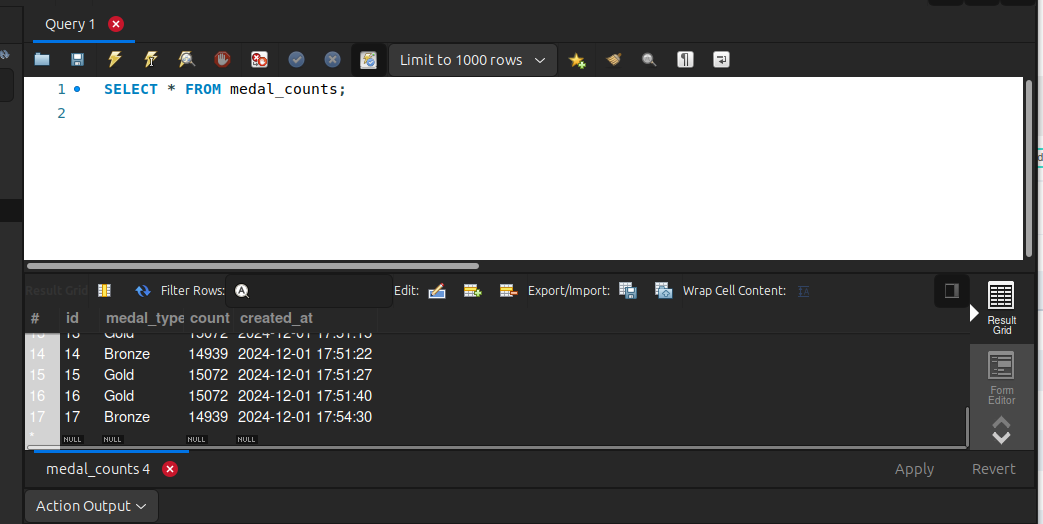 Query 1
Limit to 1000 rows
1 SELECT * FROM medal_counts;
2
Result Grid Filter Rows: Edit: Export/Import: Wrap Cell Content:
# id medal_type count created_at
13 13 Gold 15072 2024-12-01 17:51:13
14 14 Bronze 14939 2024-12-01 17:51:22
15 15 Gold 15072 2024-12-01 17:51:27
16 16 Gold 15072 2024-12-01 17:51:40
17 17 Bronze 14939 2024-12-01 17:54:30
* NULL NULL NULL NULL
Result
Grid
Form
Editor
medal_counts 4 Apply Revert
Action Output